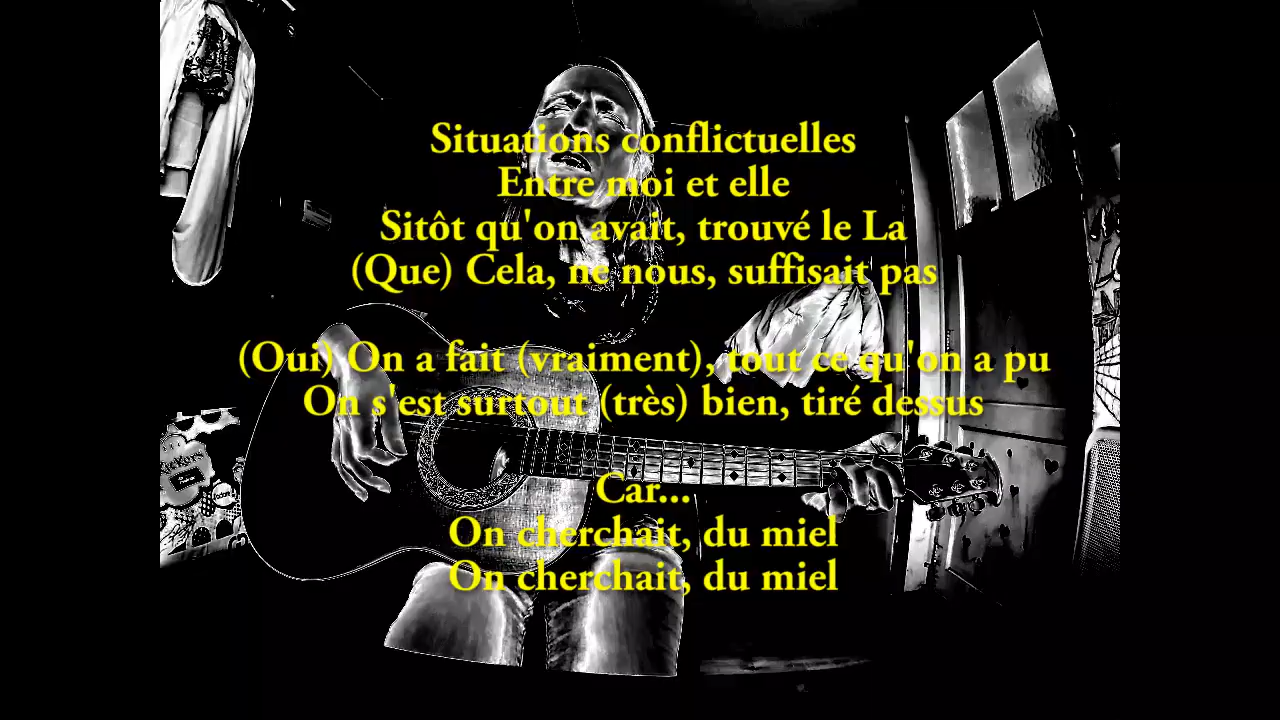 Situations conflictuelles
Entre moi et elle
Sitôt qu'on avait, trouvé le La
(Que) Cela, ne nous, suffisait pas
(Oui) On a fait (vraiment), tout ce qu'on a pu
On s'est surtout (très) bien, tiré dessus
Car...
On cherchait, du miel
On cherchait, du miel